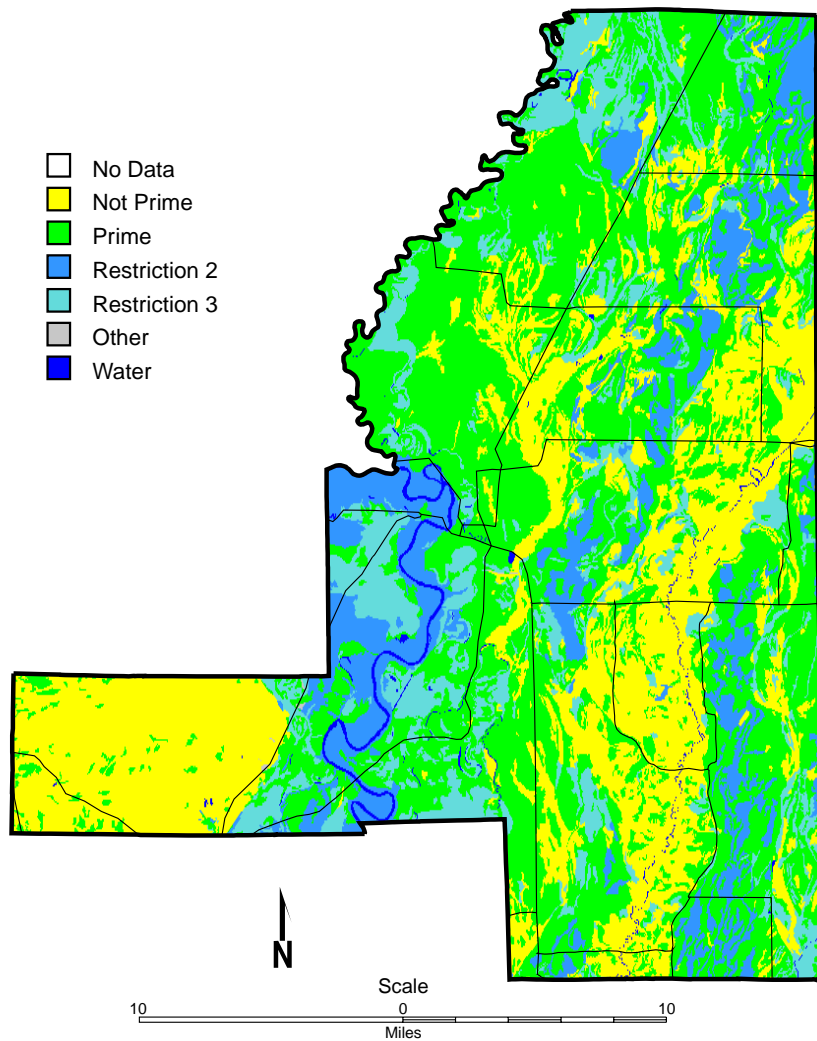 No Data
Not Prime
Prime
Restriction 2
Restriction 3
Other
Water
N
Scale
10 0 10
Miles